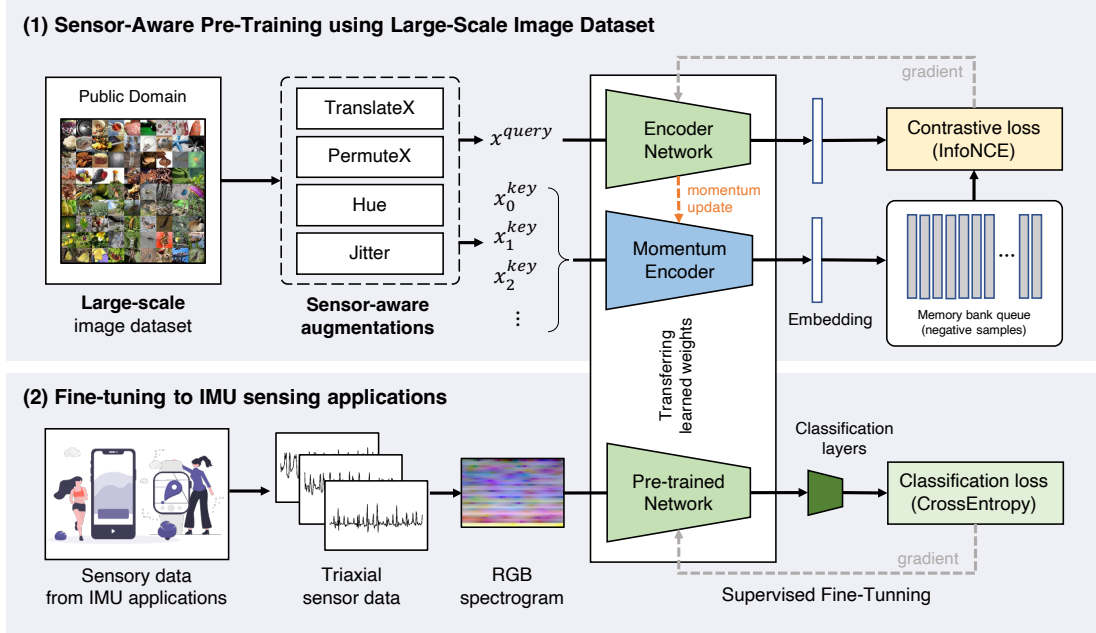 (1) Sensor-Aware Pre-Training using Large-Scale Image Dataset
Public Domain
Large-scale
image dataset
TranslateX
PermuteX
Hue
Jitter
Sensor-aware
augmentations
x^query
x_0^key
x_1^key
x_2^key
⋮
Encoder
Network
momentum
update
Momentum
Encoder
Embedding
gradient
Contrastive loss
(InfoNCE)
...
Memory bank queue
(negative samples)
Transferring
learned weights
(2) Fine-tuning to IMU sensing applications
Sensory data
from IMU applications
Triaxial
sensor data
RGB
spectrogram
Pre-trained
Network
Classification
layers
Classification loss
(CrossEntropy)
gradient
Supervised Fine-Tunning